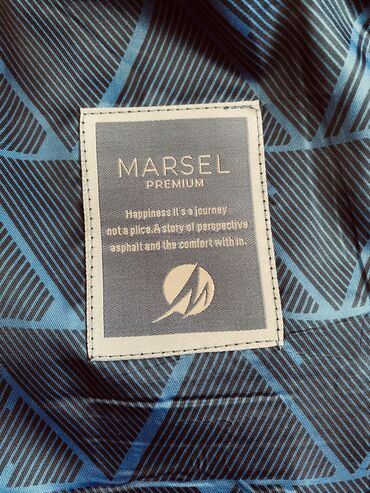 MARSEL
PREMIUM
Happiness it's a journey
not a plice.A story of perspective
asphalt and the comfort with in.